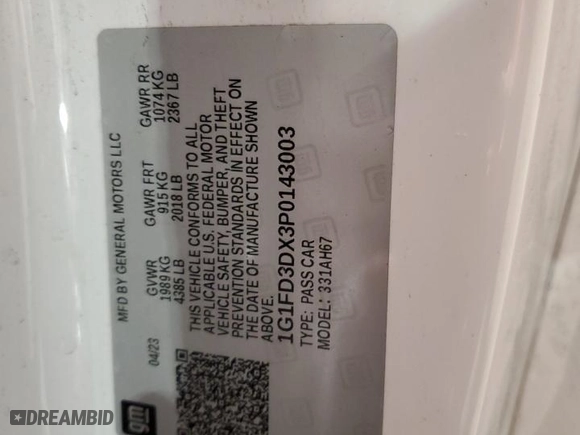 MFD BY GENERAL MOTORS LLC
04/23
GVWR GAWR FRT GAWR RR
1989 KG 915 KG 1074 KG
4385 LB 2018 LB 2367 LB
THIS VEHICLE CONFORMS TO ALL
APPLICABLE U.S. FEDERAL MOTOR
VEHICLE SAFETY, BUMPER, AND THEFT
PREVENTION STANDARDS IN EFFECT ON
THE DATE OF MANUFACTURE SHOWN
ABOVE.
1G1FD3DX3P0143003
TYPE: PASS CAR
MODEL: 331AH67
gm
DREAMBID